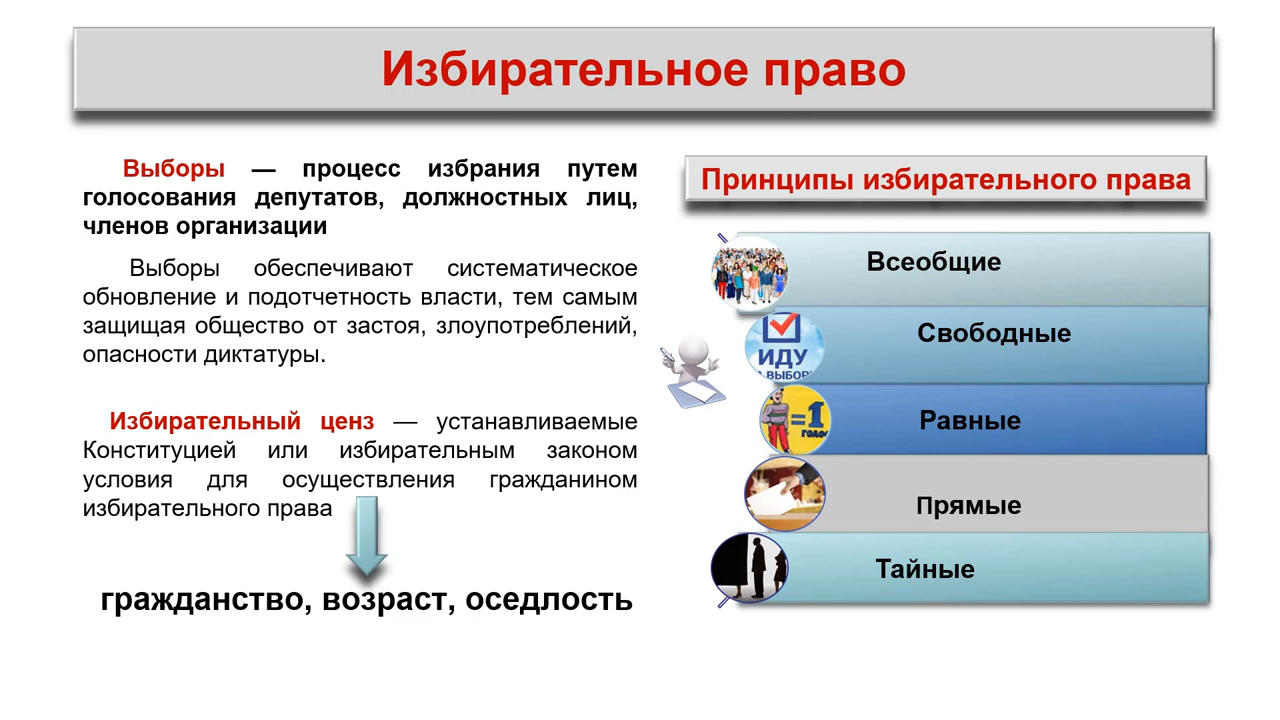 Избирательное право
Выборы — процесс избрания путем
голосования депутатов, должностных лиц,
членов организации
Выборы обеспечивают систематическое
обновление и подотчетность власти, тем самым
защищая общество от застоя, злоупотреблений,
опасности диктатуры.
Избирательный ценз — устанавливаемые
Конституцией или избирательным законом
условия для осуществления гражданином
избирательного права
гражданство, возраст, оседлость
Принципы избирательного права
Всеобщие
ИДУ
Свободные
=1
Равные
Прямые
Тайные